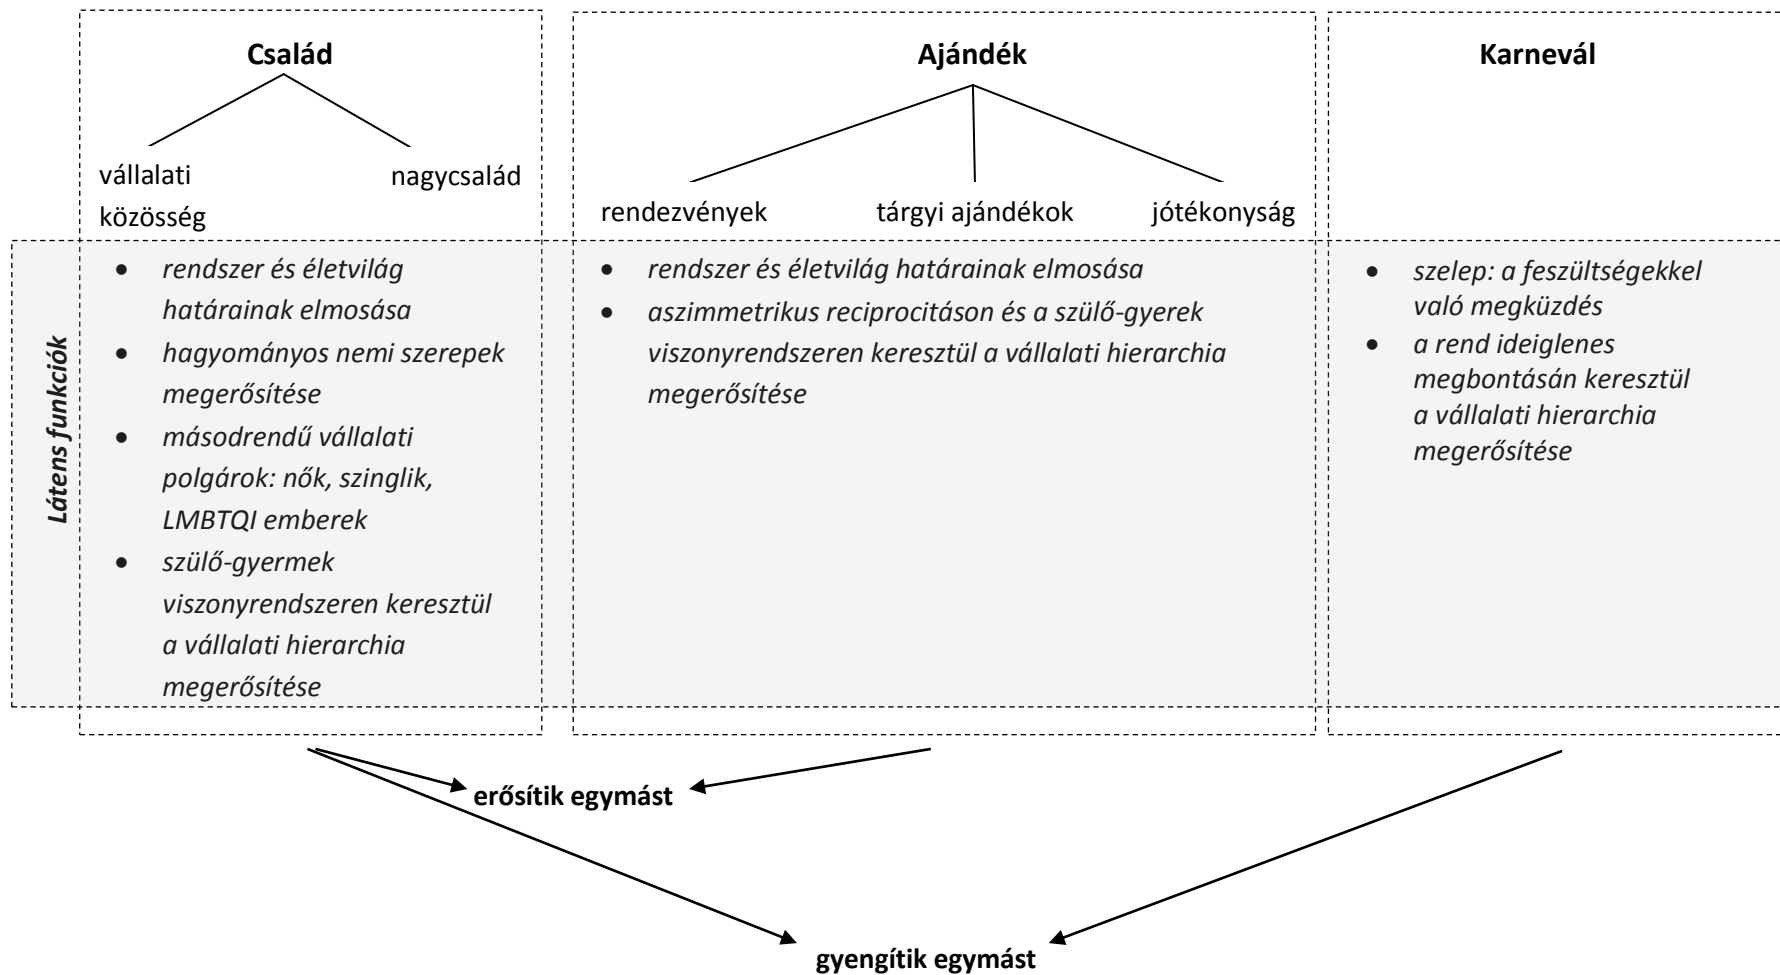 Család
vállalati
közösség
nagycsalád
Ajándék
rendezvények
tárgyi ajándékok
jótékonyság
Karnevál
Látens funkciók
• rendszer és életvilág
határainak elmosása
• hagyományos nemi szerepek
megerősítése
• másodrendű vállalati
polgárok: nők, szinglik,
LMBTQI emberek
• szülő-gyermek
viszonyrendszeren keresztül
a vállalati hierarchia
megerősítése
• rendszer és életvilág határainak elmosása
• aszimmetrikus reciprocitáson és a szülő-gyerek
viszonyrendszeren keresztül a vállalati hierarchia
megerősítése
• szelep: a feszültségekkel
való megküzdés
• a rend ideiglenes
megbontásán keresztül
a vállalati hierarchia
megerősítése
erősítik egymást
gyengítik egymást